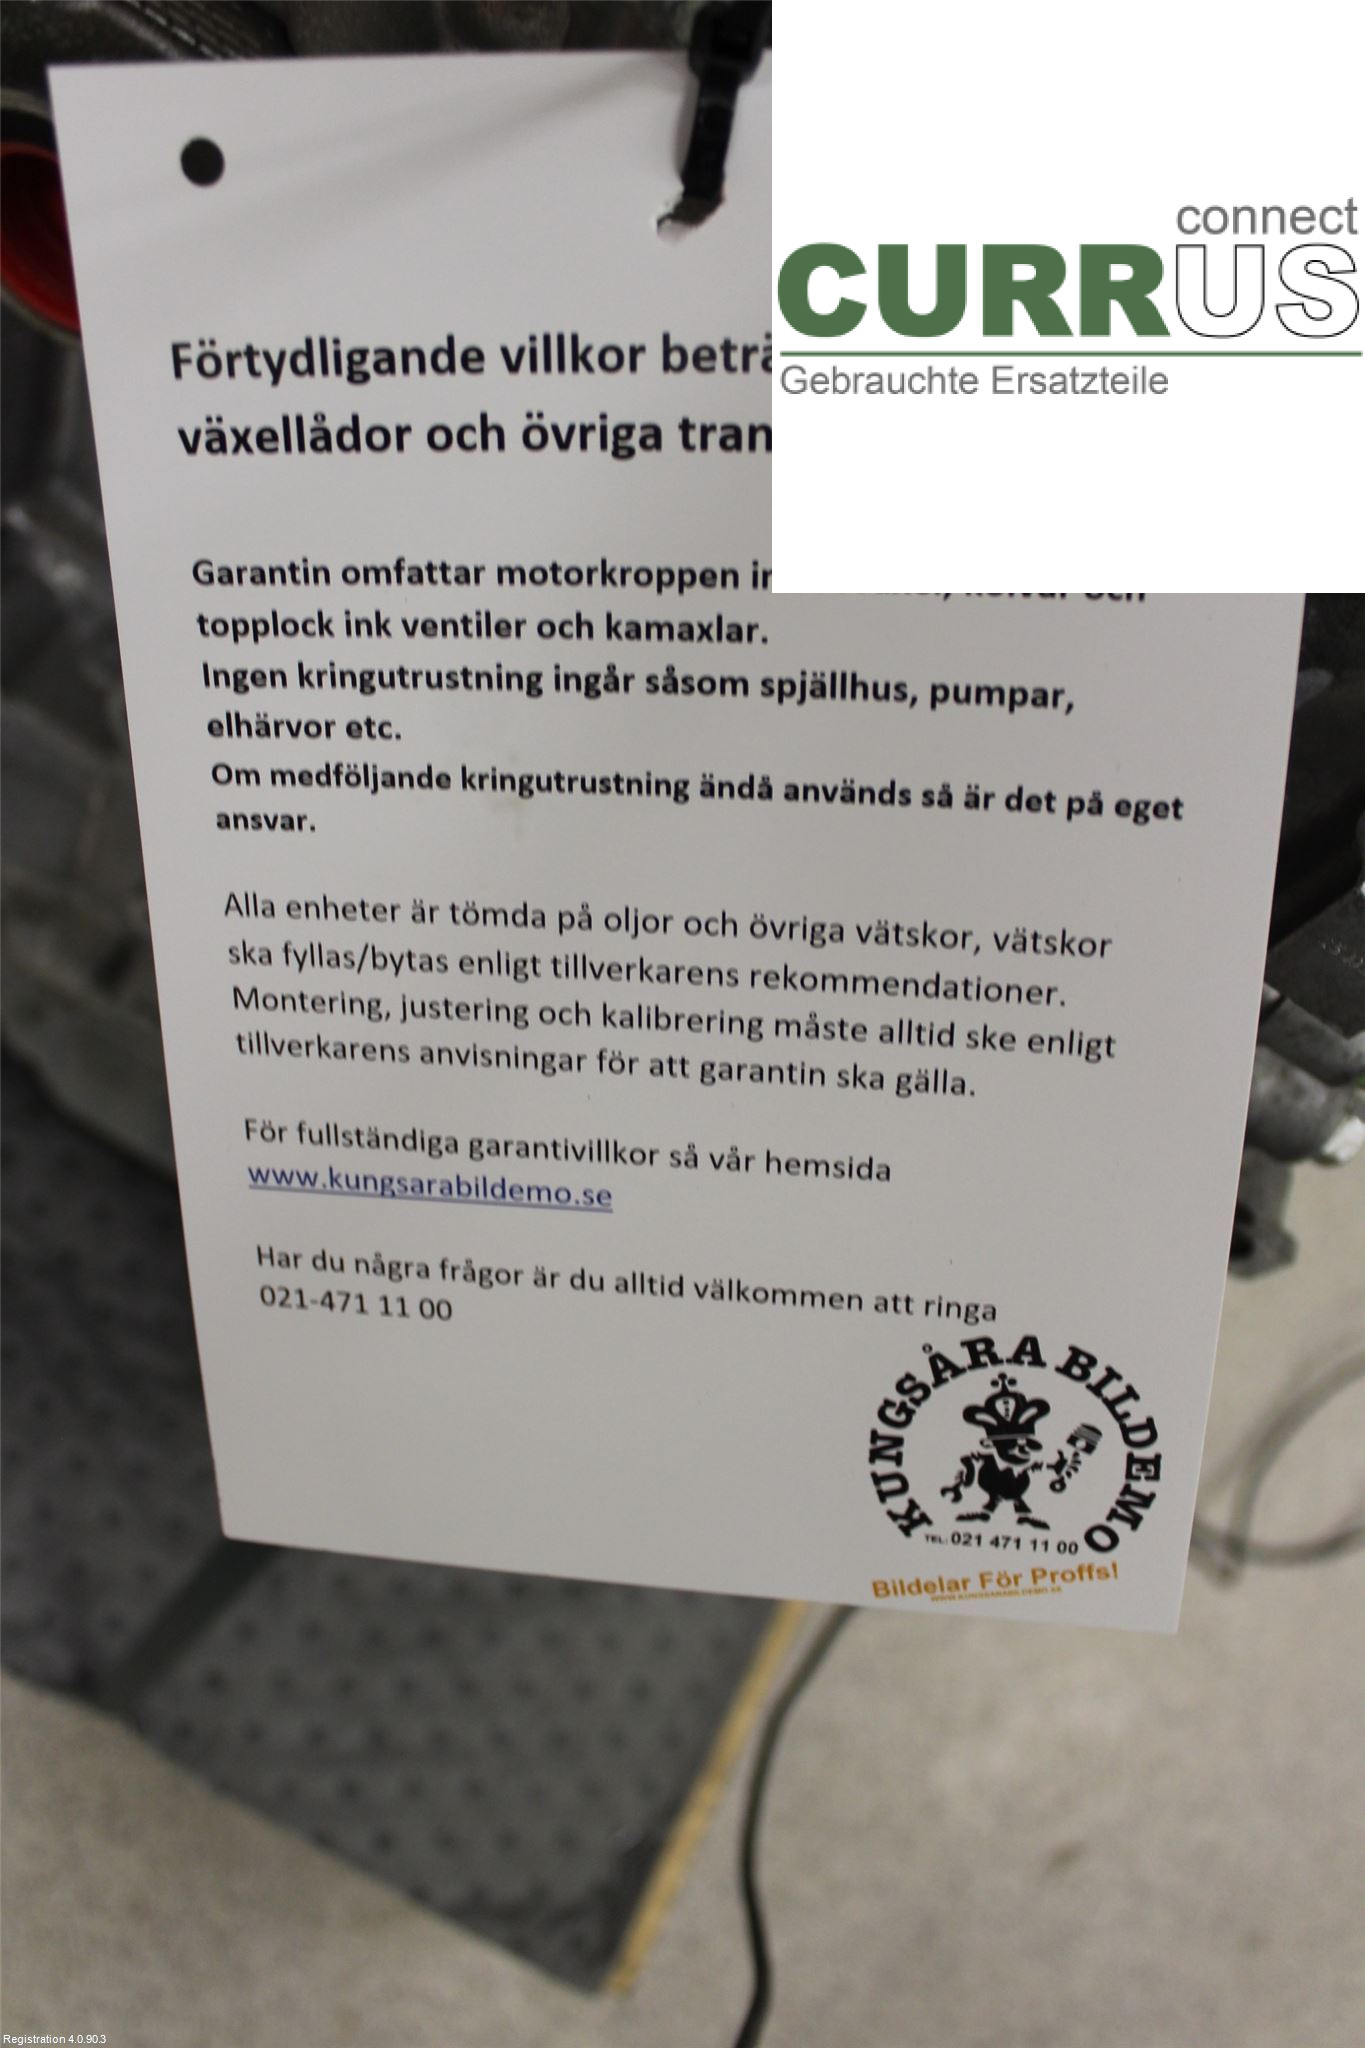 connect
CURRUS
Gebrauchte Ersatzteile
Förtydligande villkor
växellådor och övriga
Garantin omfattar motorkroppen
topplock ink ventiler och kamaxlar.
Ingen kringutrustning ingår såsom spjällhus, pumpar,
elhärvor etc.
Om medföljande kringutrustning ändå används så är det på eget
ansvar.
Alla enheter är tömda på oljor och övriga vätskor, vätskor
ska fyllas/bytas enligt tillverkarens rekommendationer.
Montering, justering och kalibrering måste alltid ske enligt
tillverkarens anvisningar för att garantin ska gälla.
För fullständiga garantivillkor så vår hemsida
www.kungsarabildemo.se
Har du några frågor är du alltid välkommen att ringa
021-471 11 00
KUNGSÅRA BILDEMO
TEL: 021 471 11 00
Bildelar För Proffs!
WWW.KUNGSARABILDEMO.SE
Registration 4.0.90.3